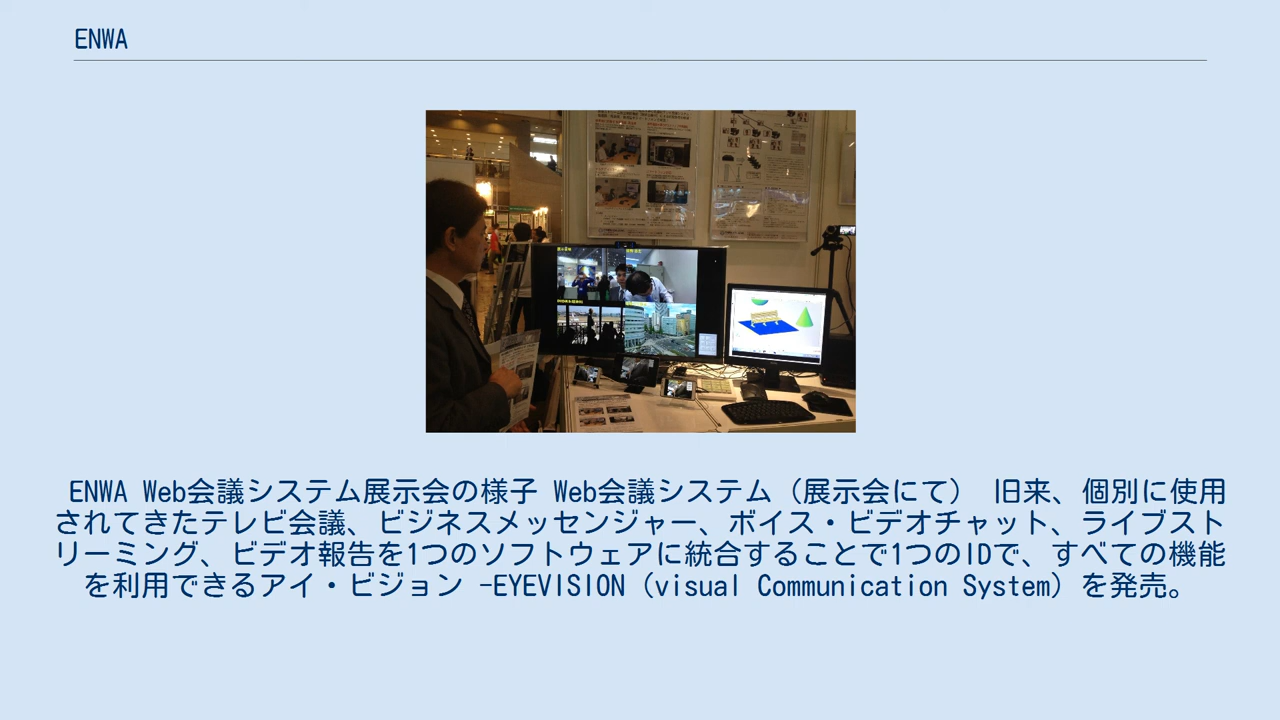 ENWA
ENWA Web会議システム展示会の様子 Web会議システム（展示会にて） 旧来、個別に使用
されてきたテレビ会議、ビジネスメッセンジャー、ボイス・ビデオチャット、ライブスト
リーミング、ビデオ報告を1つのソフトウェアに統合することで1つのIDで、すべての機能
を利用できるアイ・ビジョン -EYEVISION（visual Communication System）を発売。